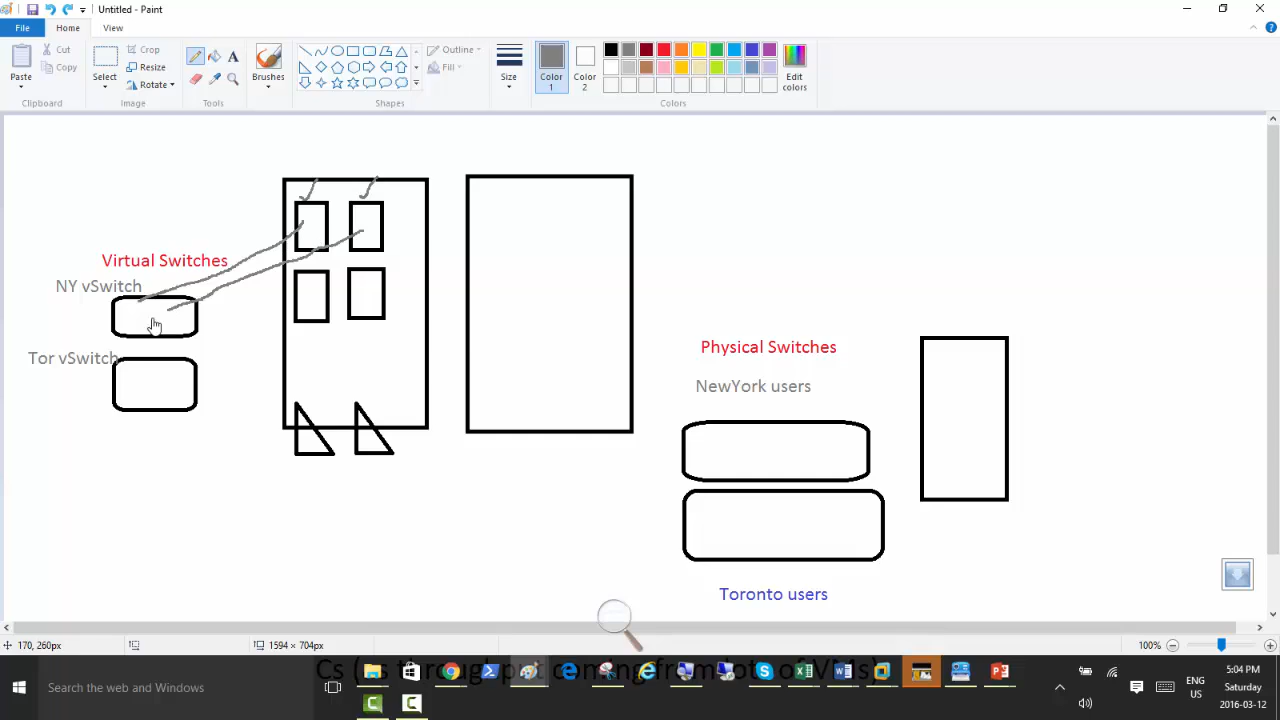 Untitled - Paint
File
Home
View
Paste
Cut
Copy
Clipboard
Select
Crop
Resize
Rotate
Image
Tools
Brushes
Shapes
Outline
Fill
Size
Color
1
Color
2
Edit
colors
Colors
Virtual Switches
NY vSwitch
Tor vSwitch
Physical Switches
NewYork users
Toronto users
170, 260px
1594 × 704px
100%
Search the web and Windows
ENG
US
5:04 PM
Saturday
2016-03-12